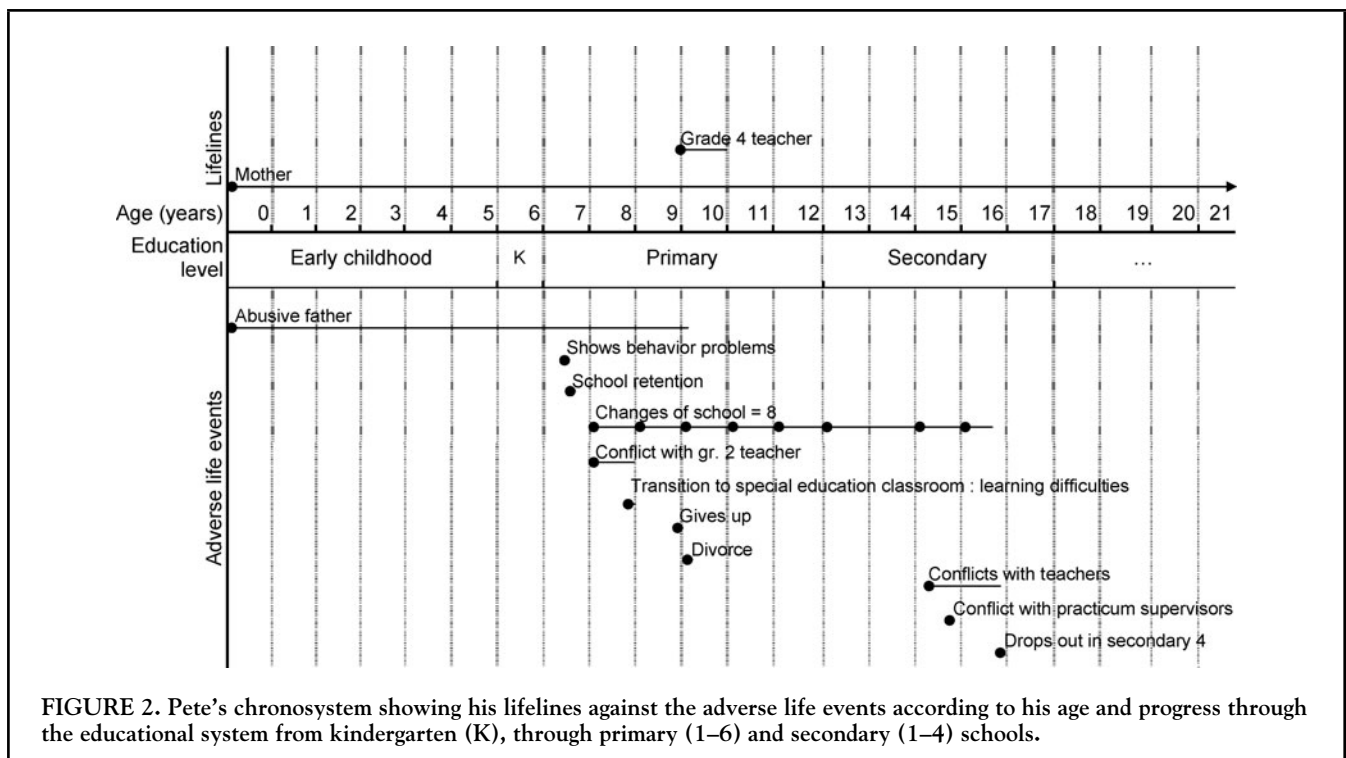 Lifelines
Grade 4 teacher
Mother
Age (years) 0 1 2 3 4 5 6 7 8 9 10 11 12 13 14 15 16 17 18 19 20 21
Education
level
Early childhood K Primary Secondary ...
Adverse life events
Abusive father
Shows behavior problems
School retention
Changes of school = 8
Conflict with gr. 2 teacher
Transition to special education classroom : learning difficulties
Gives up
Divorce
Conflicts with teachers
Conflict with practicum supervisors
Drops out in secondary 4
FIGURE 2. Pete's chronosystem showing his lifelines against the adverse life events according to his age and progress through
the educational system from kindergarten (K), through primary (1–6) and secondary (1–4) schools.